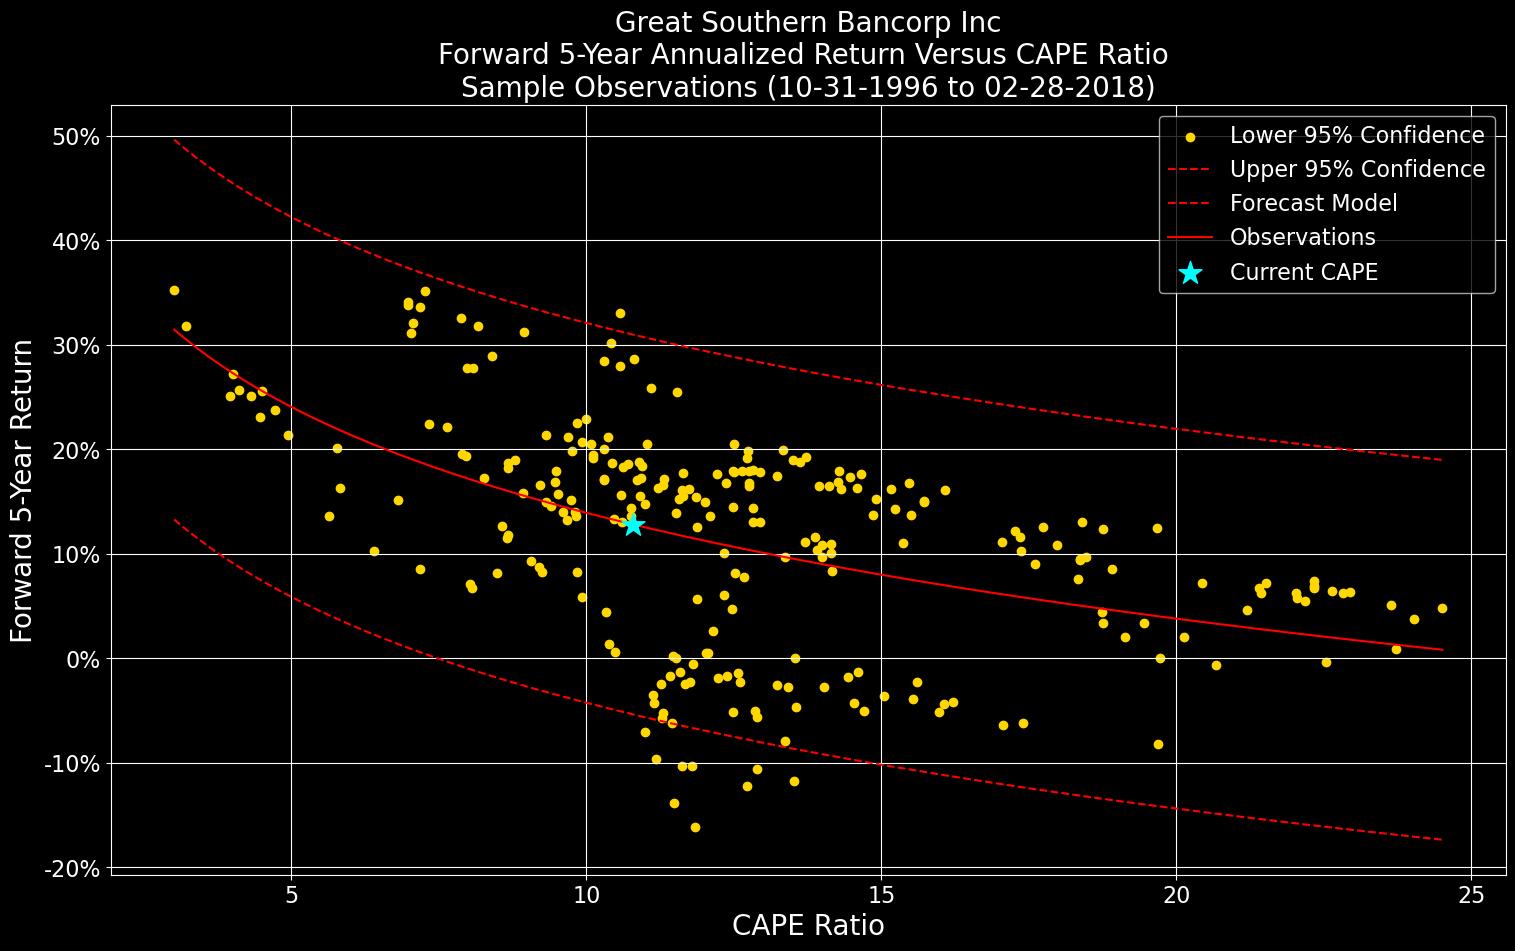 Great Southern Bancorp Inc
Forward 5-Year Annualized Return Versus CAPE Ratio
Sample Observations (10-31-1996 to 02-28-2018)
Lower 95% Confidence
Upper 95% Confidence
Forecast Model
Observations
Current CAPE
Forward 5-Year Return
50%
40%
30%
20%
10%
0%
-10%
-20%
5
10
15
20
25
CAPE Ratio